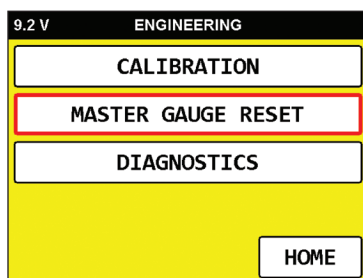 9.2 V ENGINEERING
CALIBRATION
MASTER GAUGE RESET
DIAGNOSTICS
HOME